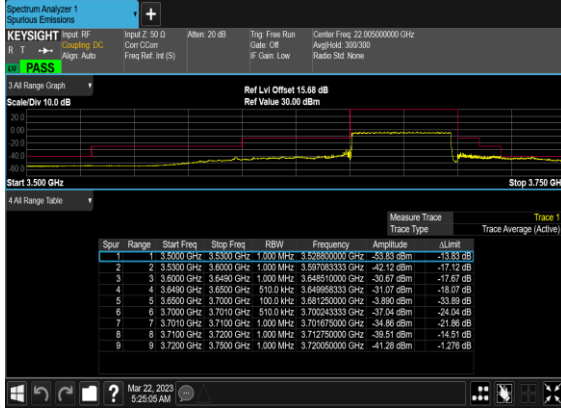 Spectrum Analyzer 1
Spurious Emissions
+
KEYSIGHT Input: RF Input Z: 50 Ω Atten: 20 dB Trig: Free Run Center Freq: 22.005000000 GHz
R T Coupling: DC Corr CCorr Gate: Off Avg|Hold: 300/300
Align: Auto Freq Ref: Int (S) IF Gain: Low Radio Std: None
PASS
3 All Range Graph
Ref Lvl Offset 15.68 dB
Scale/Div 10.0 dB Ref Value 30.00 dBm
20.0
0.00
-20.0
-40.0
-60.0
Start 3.500 GHz Stop 3.750 GH
4 All Range Table
Measure Trace Trace 1
Trace Type Trace Average (Active)
Spur Range Start Freq Stop Freq RBW Frequency Amplitude ΔLimit
1 1 3.5000 GHz 3.5300 GHz 1.000 MHz 3.528800000 GHz -53.83 dBm -13.83 dB
2 2 3.5300 GHz 3.6000 GHz 1.000 MHz 3.597083333 GHz -42.12 dBm -17.12 dB
3 3 3.6000 GHz 3.6490 GHz 1.000 MHz 3.648510000 GHz -30.67 dBm -17.67 dB
4 4 3.6490 GHz 3.6500 GHz 510.0 kHz 3.649958333 GHz -31.07 dBm -18.07 dB
5 5 3.6500 GHz 3.7000 GHz 100.0 kHz 3.681250000 GHz -3.890 dBm -33.89 dB
6 6 3.7000 GHz 3.7010 GHz 510.0 kHz 3.700243333 GHz -37.04 dBm -24.04 dB
7 7 3.7010 GHz 3.7100 GHz 1.000 MHz 3.701675000 GHz -34.86 dBm -21.86 dB
8 8 3.7100 GHz 3.7200 GHz 1.000 MHz 3.712750000 GHz -39.51 dBm -14.51 dB
9 9 3.7200 GHz 3.7500 GHz 1.000 MHz 3.720050000 GHz -41.28 dBm -1.276 dB
? Mar 22, 2023
5:25:05 AM